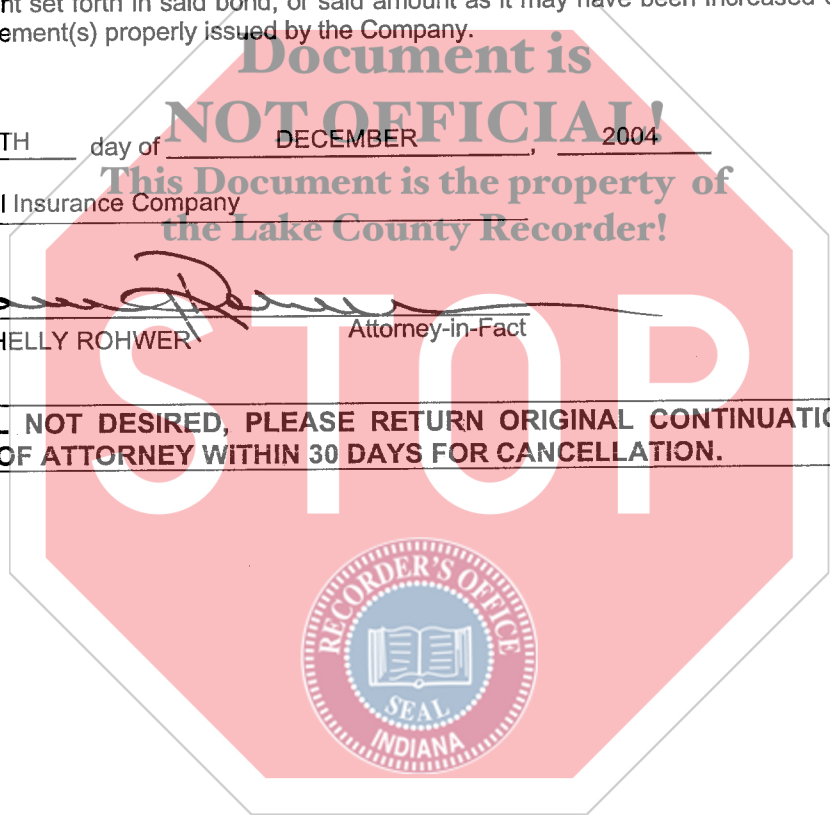 nt set forth in said bond, or said amount as it may have been increased
ement(s) properly issued by the Company.
Document is
NOT OFFICIAL!
TH day of DECEMBER, 2004
This Document is the property of
l Insurance Company
the Lake County Recorder!
HELLY ROHWER Attorney-in-Fact
STOP
NOT DESIRED, PLEASE RETURN ORIGINAL CONTINUATIO
OF ATTORNEY WITHIN 30 DAYS FOR CANCELLATION.
RECORDER'S OFFICE
SEAL
INDIANA